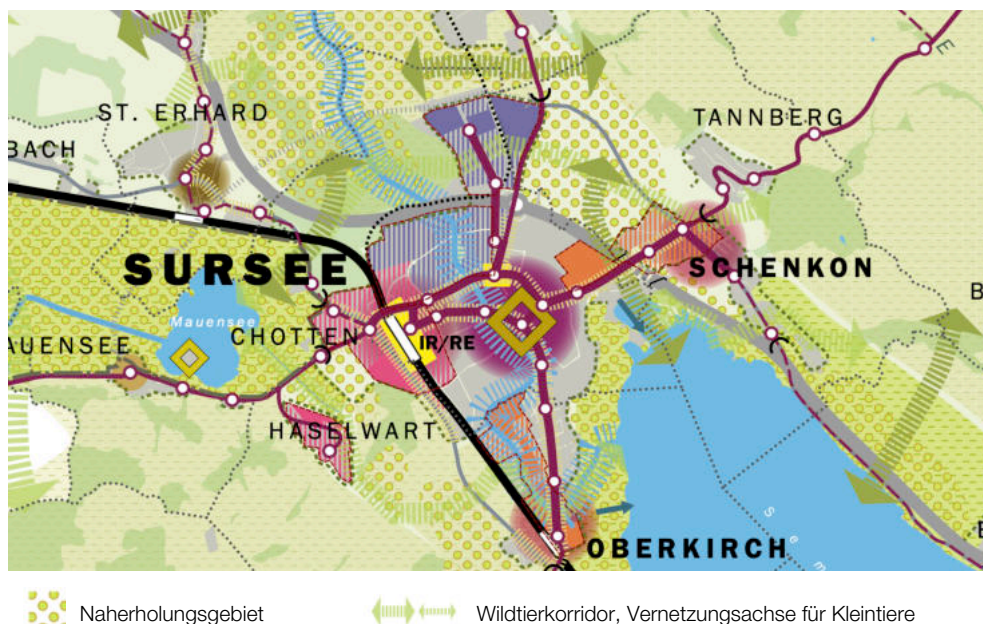 ST. ERHARD
TANNBERG
BACH
SURSEE
SCHENKON
Mauensee
CHOTTEN
IR/RE
AUENSEE
HASELWART
OBERKIRCH
B
E
E
s e m
Naherholungsgebiet
Wildtierkorridor, Vernetzungsachse für Kleintiere